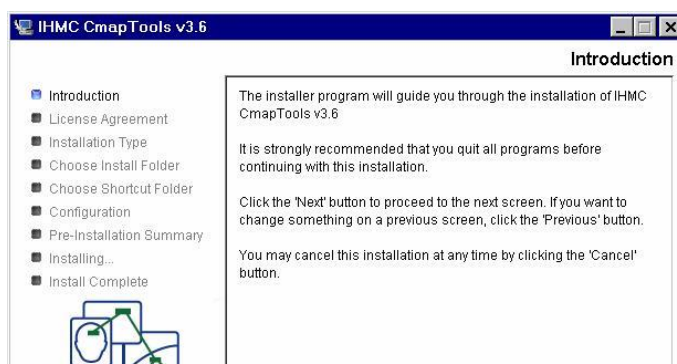 IHMC CmapTools v3.6
Introduction
Introduction
License Agreement
Installation Type
Choose Install Folder
Choose Shortcut Folder
Configuration
Pre-Installation Summary
Installing...
Install Complete
The installer program will guide you through the installation of IHMC
CmapTools v3.6
It is strongly recommended that you quit all programs before
continuing with this installation.
Click the 'Next' button to proceed to the next screen. If you want to
change something on a previous screen, click the 'Previous' button.
You may cancel this installation at any time by clicking the 'Cancel'
button.